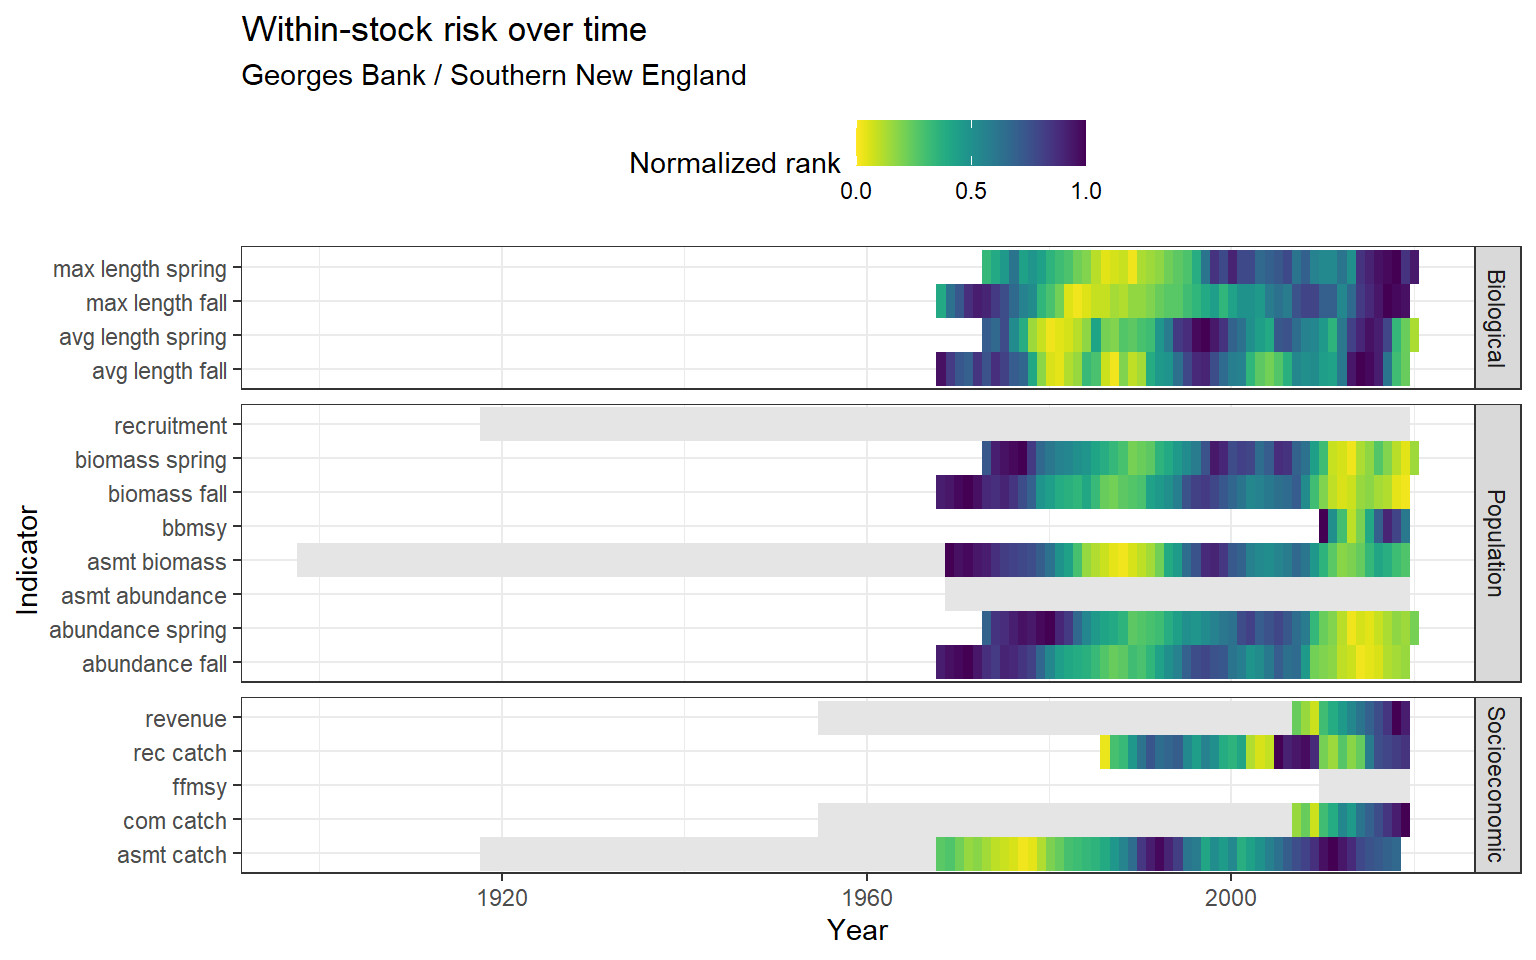 Within-stock risk over time
Georges Bank / Southern New England
Normalized rank
0.0 0.5 1.0
Indicator
max length spring
max length fall
avg length spring
avg length fall
Biological
recruitment
biomass spring
biomass fall
bbmsy
asmt biomass
asmt abundance
abundance spring
abundance fall
Population
revenue
rec catch
ffmsy
com catch
asmt catch
Socioeconomic
1920 1960 2000
Year